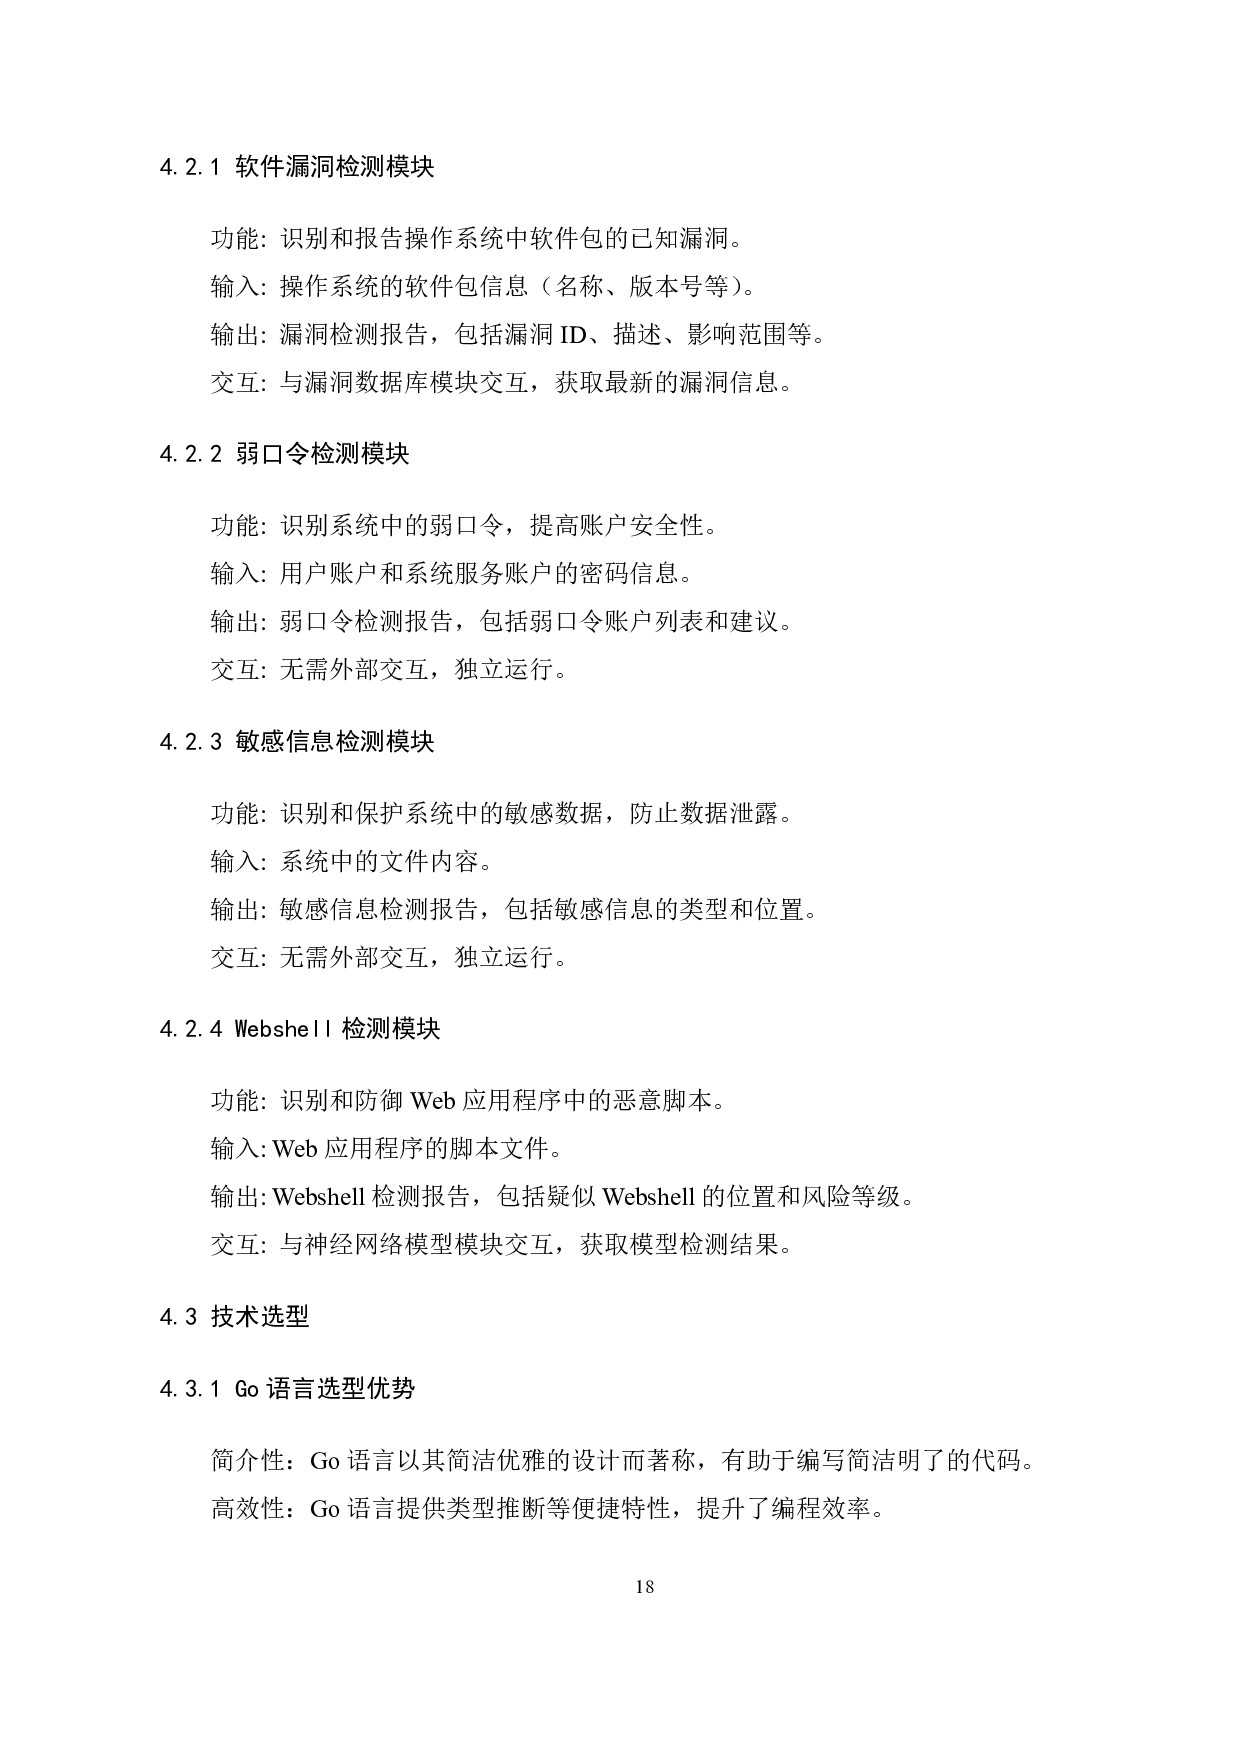 4.2.1 软件漏洞检测模块
功能: 识别和报告操作系统中软件包的已知漏洞。
输入: 操作系统的软件包信息（名称、版本号等）。
输出: 漏洞检测报告，包括漏洞 ID、描述、影响范围等。
交互: 与漏洞数据库模块交互，获取最新的漏洞信息。
4.2.2 弱口令检测模块
功能: 识别系统中的弱口令，提高账户安全性。
输入: 用户账户和系统服务账户的密码信息。
输出: 弱口令检测报告，包括弱口令账户列表和建议。
交互: 无需外部交互，独立运行。
4.2.3 敏感信息检测模块
功能: 识别和保护系统中的敏感数据，防止数据泄露。
输入: 系统中的文件内容。
输出: 敏感信息检测报告，包括敏感信息的类型和位置。
交互: 无需外部交互，独立运行。
4.2.4 Webshell 检测模块
功能: 识别和防御 Web 应用程序中的恶意脚本。
输入: Web 应用程序的脚本文件。
输出: Webshell 检测报告，包括疑似 Webshell 的位置和风险等级。
交互: 与神经网络模型模块交互，获取模型检测结果。
4.3 技术选型
4.3.1 Go 语言选型优势
简介性：Go 语言以其简洁优雅的设计而著称，有助于编写简洁明了的代码。
高效性：Go 语言提供类型推断等便捷特性，提升了编程效率。
18